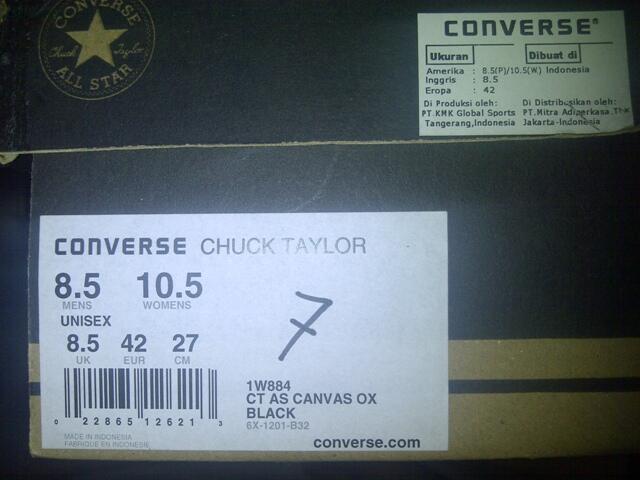 CONVERSE
Chuck Taylor
ALL STAR
CONVERSE®
Ukuran Dibuat di
Amerika : 8.5(P)/10.5(W) Indonesia
Inggris : 8.5
Eropa : 42
Di Produksi oleh: Di Distribusikan oleh:
PT.KMK Global Sports PT.Mitra Adiperkasa.Tbk
Tangerang,Indonesia Jakarta-Indonesia
CONVERSE CHUCK TAYLOR
8.5 10.5
MENS WOMENS
UNISEX
8.5 42 27
UK EUR CM
7
0 22865 12621 3
1W884
CT AS CANVAS OX
BLACK
6X-1201-B32
MADE IN INDONESIA
FABRIQUE EN INDONESIE
converse.com